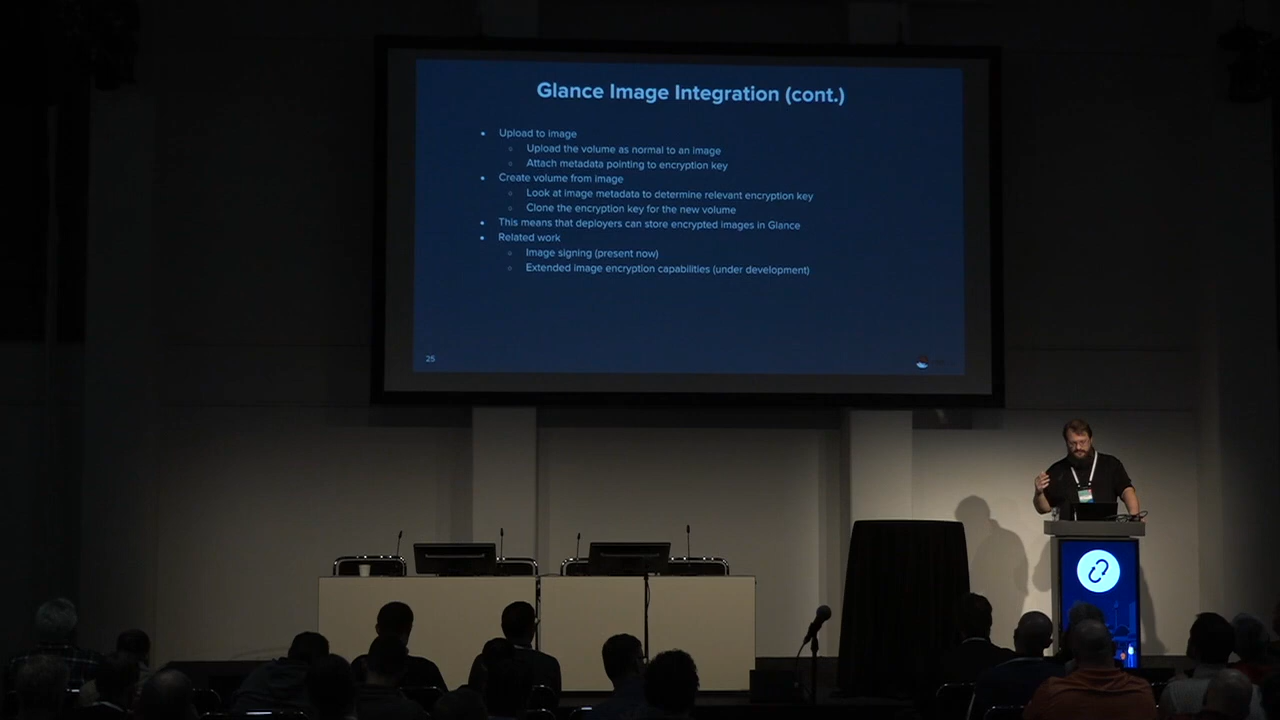 Glance Image Integration (cont.)
Upload to image
Upload the volume as normal to an image
Attach metadata pointing to encryption key
Create volume from image
Look at image metadata to determine relevant encryption key
Clone the encryption key for the new volume
This means that deployers can store encrypted images in Glance
Related work
Image signing (present now)
Extended image encryption capabilities (under development)
25